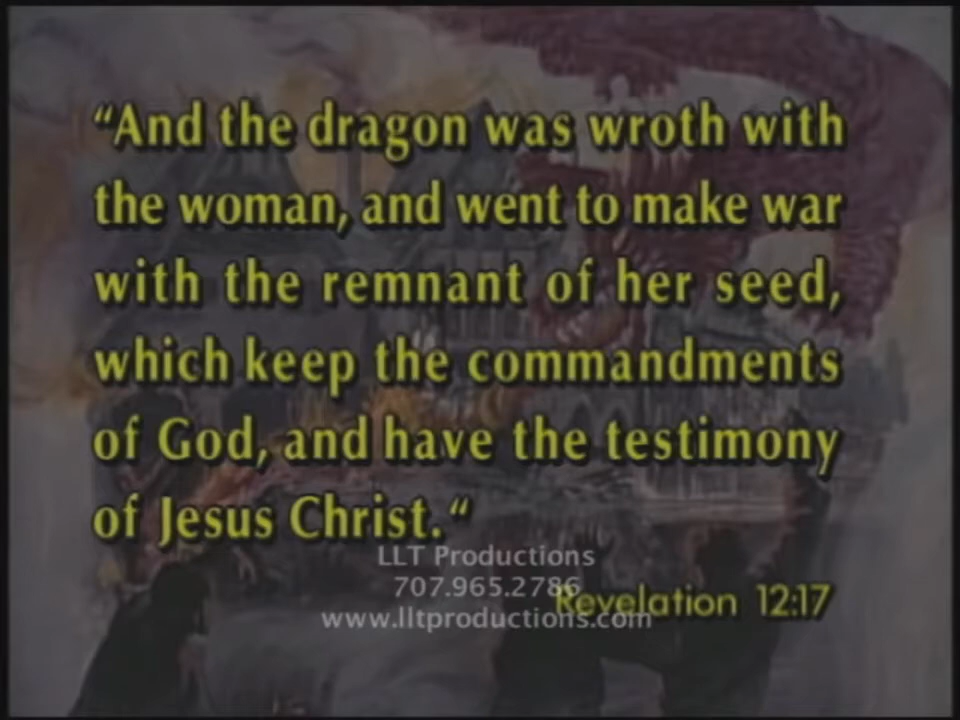 “And the dragon was wroth with
the woman, and went to make war
with the remnant of her seed,
which keep the commandments
of God, and have the testimony
of Jesus Christ.“
LLT Productions
707.965.2786
Revelation 12:17
www.lltproductions.com